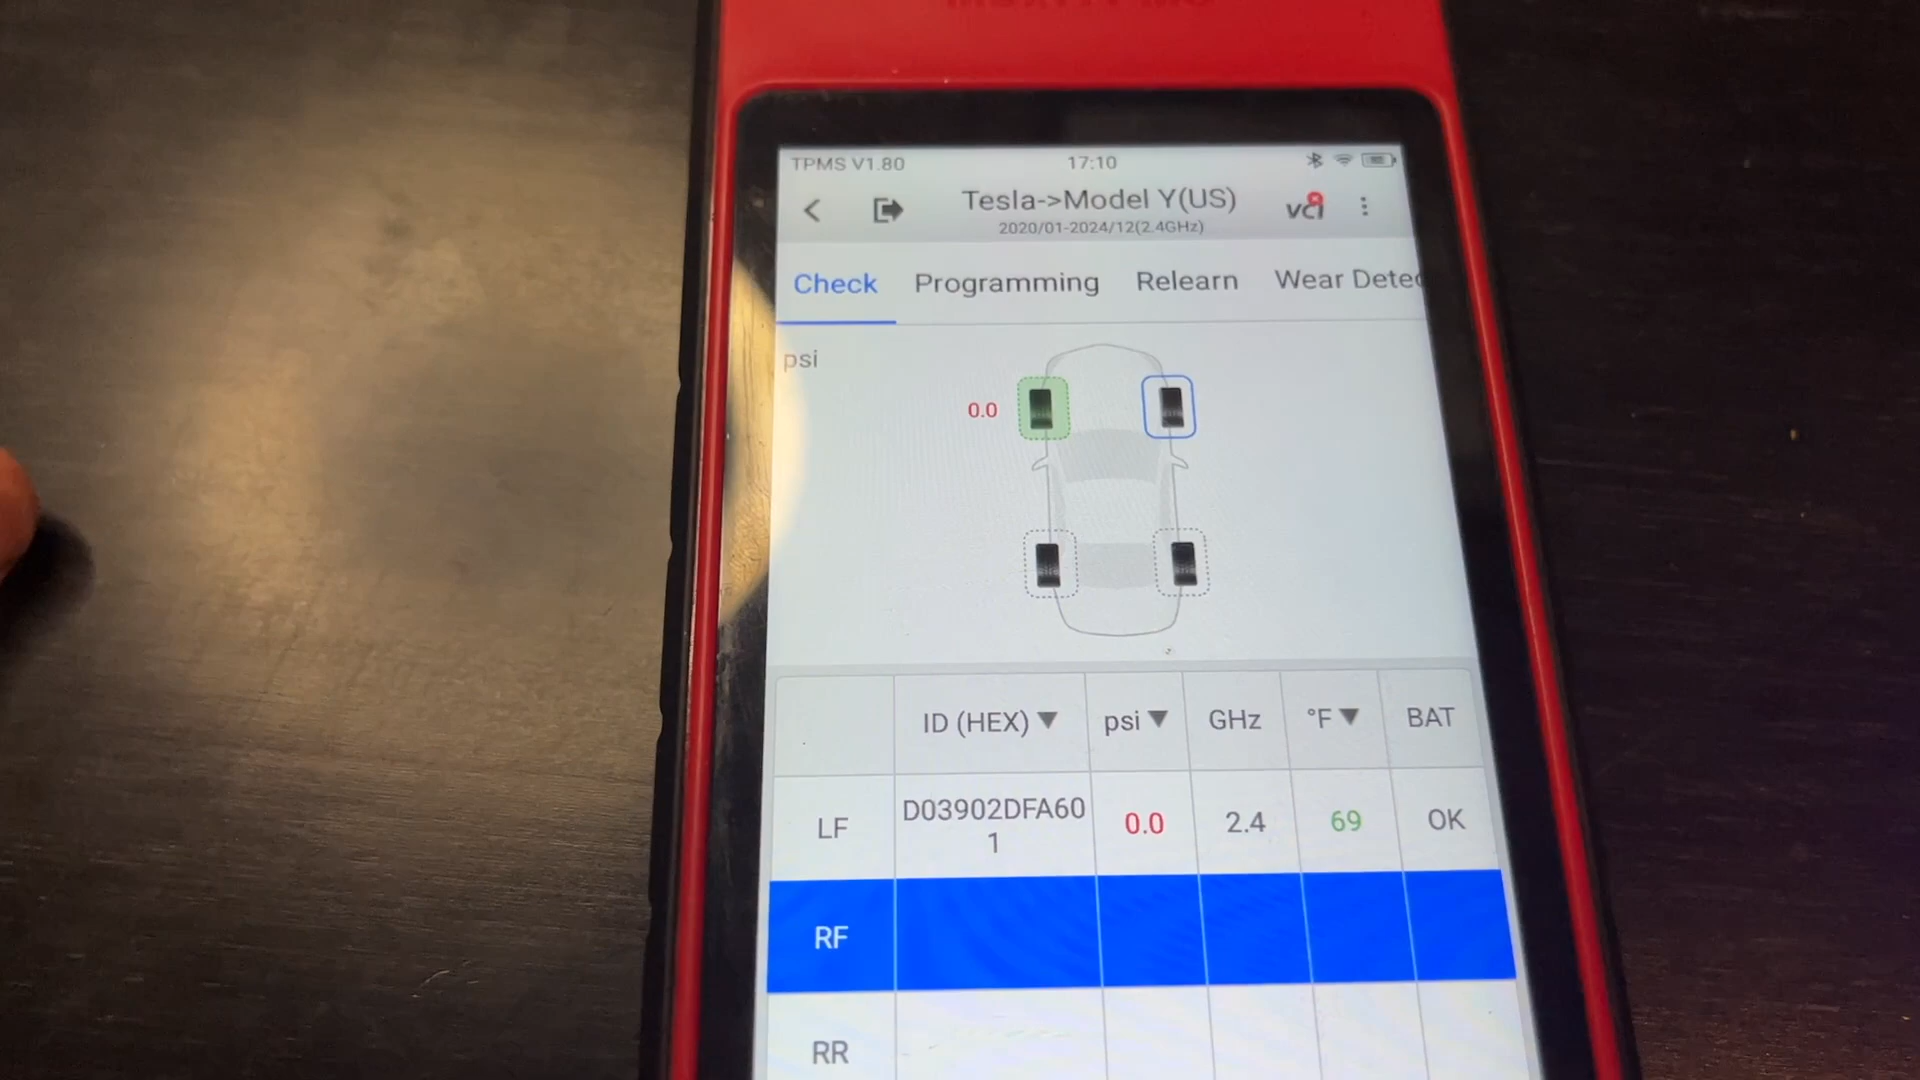 TPMS V1.80 17:10
Tesla->Model Y(US)
vci
2020/01-2024/12(2.4GHz)
Check Programming Relearn Wear Detec
psi
0.0
ID (HEX) ▼ psi ▼ GHz °F ▼ BAT
LF D03902DFA60 0.0 2.4 69 OK
1
RF
RR